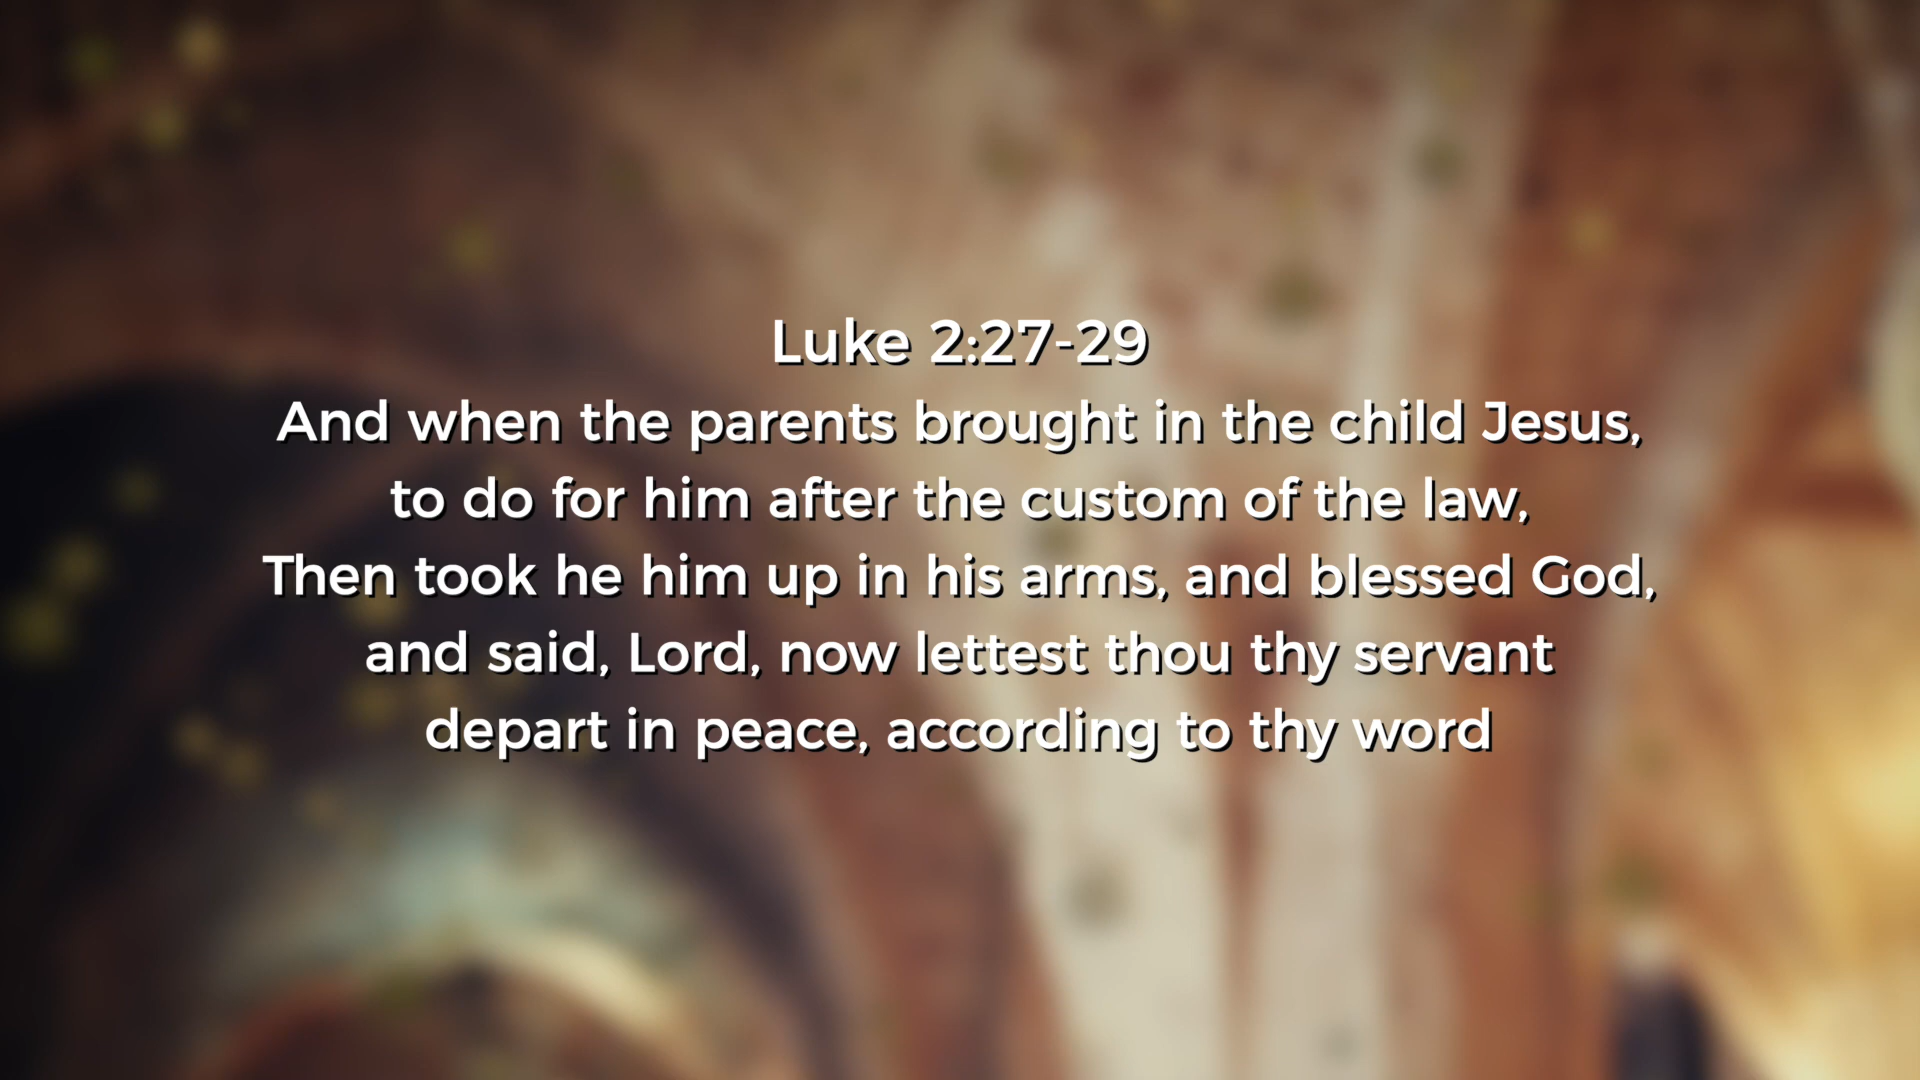 Luke 2:27-29
And when the parents brought in the child Jesus,
to do for him after the custom of the law,
Then took he him up in his arms, and blessed God,
and said, Lord, now lettest thou thy servant
depart in peace, according to thy word